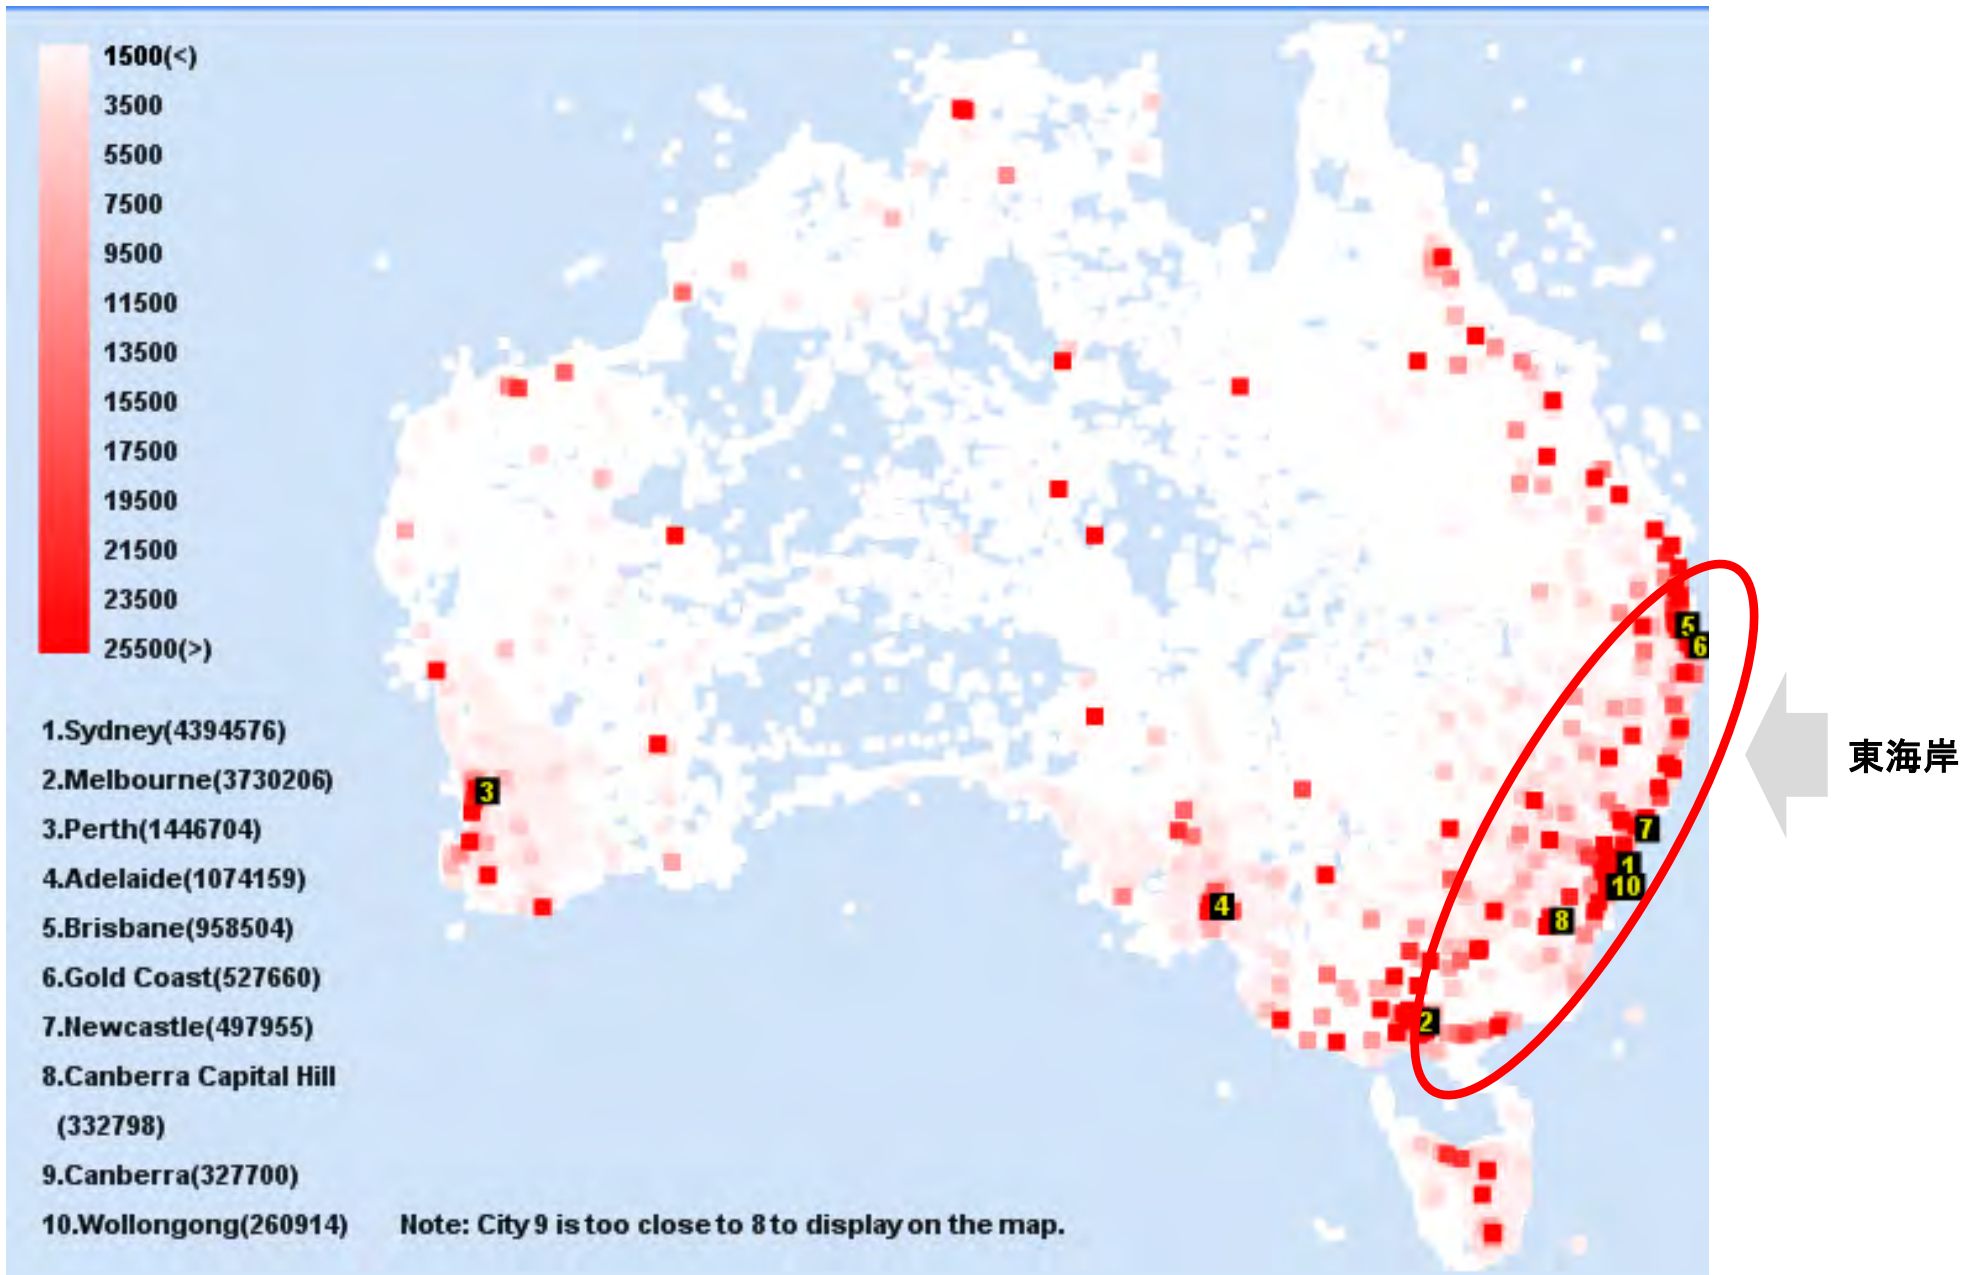 1500(<)
3500
5500
7500
9500
11500
13500
15500
17500
19500
21500
23500
25500(>)
1.Sydney(4394576)
2.Melbourne(3730206)
3.Perth(1446704)
4.Adelaide(1074159)
5.Brisbane(958504)
6.Gold Coast(527660)
7.Newcastle(497955)
8.Canberra Capital Hill
(332798)
9.Canberra(327700)
10.Wollongong(260914)
Note: City 9 is too close to 8 to display on the map.
5
6
東海岸
3
7
1
10
4
8
2